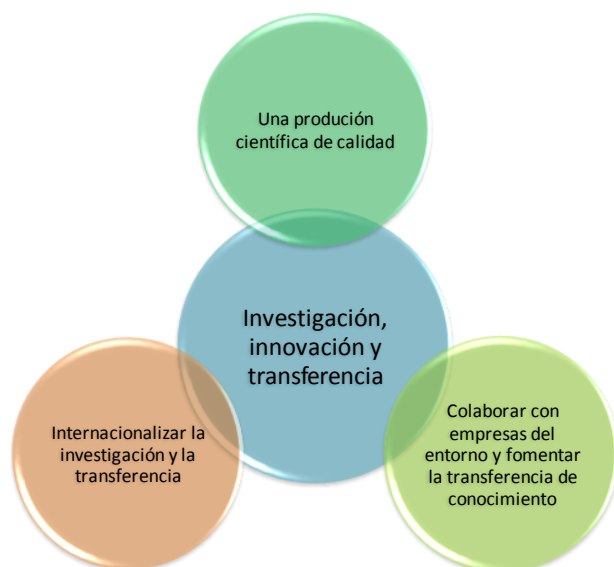 Una produción
científica de calidad
Investigación,
innovación y
transferencia
Internacionalizar la
investigación y la
transferencia
Colaborar con
empresas del
entorno y fomentar
la transferencia de
conocimiento